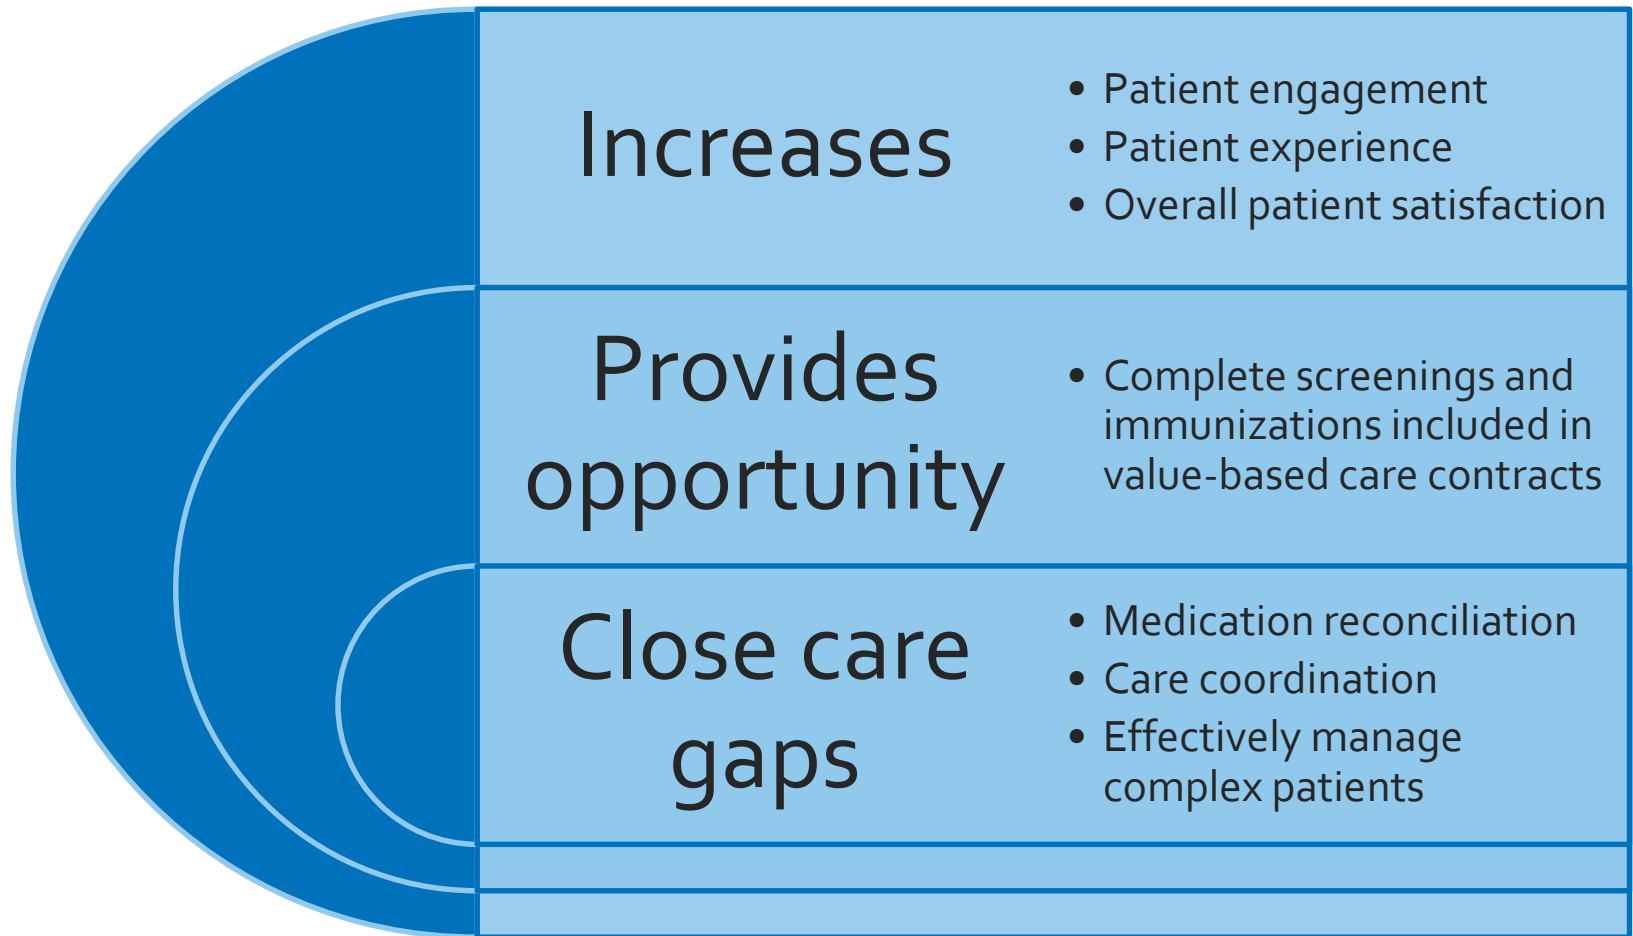 Increases
• Patient engagement
• Patient experience
• Overall patient satisfaction
Provides
opportunity
• Complete screenings and
immunizations included in
value-based care contracts
Close care
gaps
• Medication reconciliation
• Care coordination
• Effectively manage
complex patients